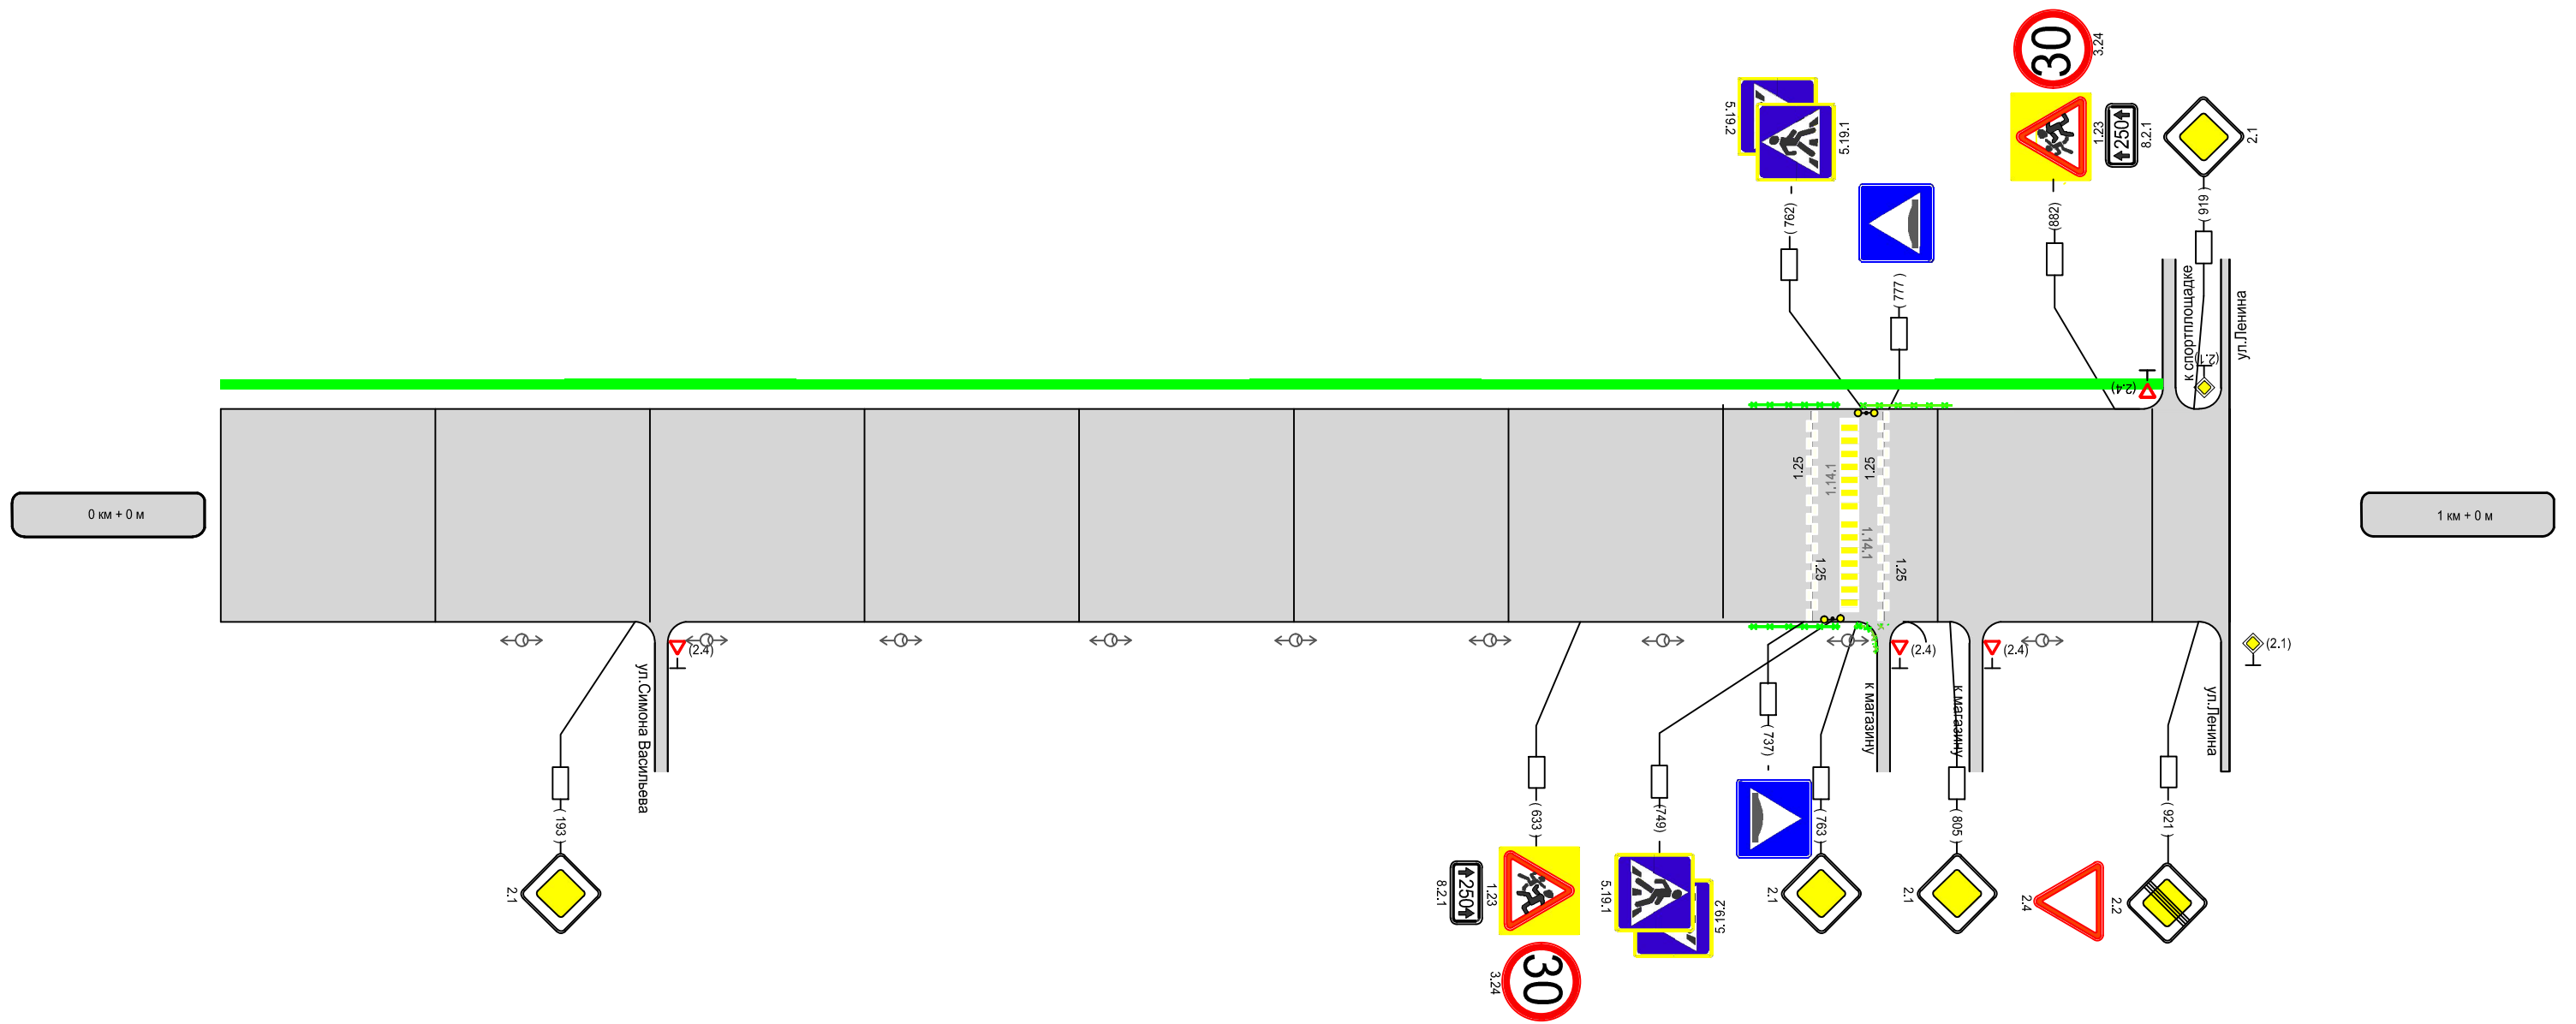 30
3.24
5.19.2
5.19.1
1.23
250
8.2.1
2.1
( 762)
( 777 )
(882)
( 919 )
к спортплощадке
ул.Ленина
(2.1)
(2.4)
1.25
1.14.1
1.25
0 км + 0 м
1 км + 0 м
1.14.1
1.25
1.25
(2.4)
(2.4)
(2.4)
(2.1)
ул.Симона Васильева
к магазину
к магазину
ул.Ленина
( 193 )
( 633 )
(749)
( 737)
( 763 )
( 805 )
( 921 )
2.1
8.2.1
250
1.23
5.19.1
5.19.2
2.1
2.1
2.4
2.2
3.24
30